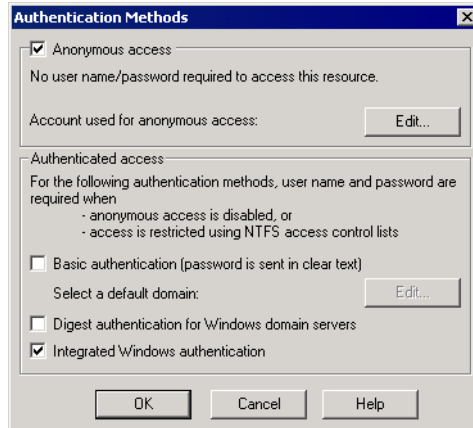 Authentication Methods
Anonymous access
No user name/password required to access this resource.
Account used for anonymous access:
Edit...
Authenticated access
For the following authentication methods, user name and password are
required when
- anonymous access is disabled, or
- access is restricted using NTFS access control lists
Basic authentication (password is sent in clear text)
Select a default domain:
Edit...
Digest authentication for Windows domain servers
Integrated Windows authentication
OK
Cancel
Help